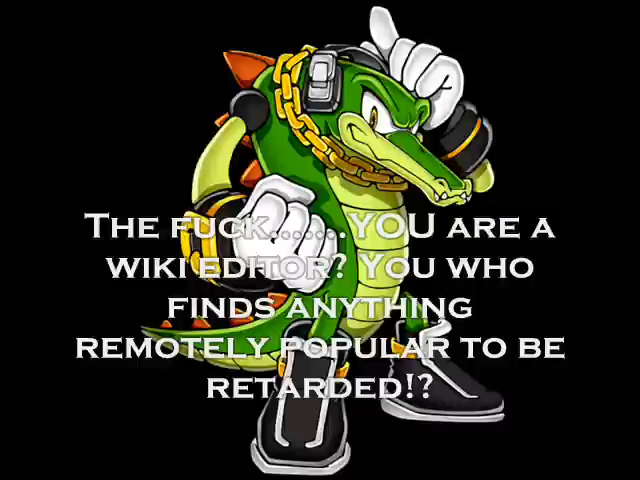 The fuck.......YOU are a
wiki editor? You who
finds anything
remotely popular to be
retarded!?